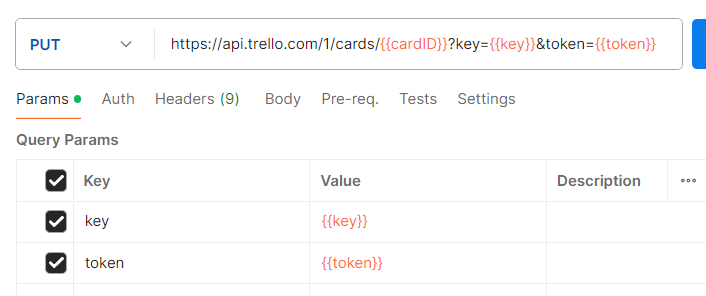 PUT https://api.trello.com/1/cards/{{cardID}}?key={{key}}&token={{token}}
Params Auth Headers (9) Body Pre-req. Tests Settings
Query Params
Key Value Description
key {{key}}
token {{token}}